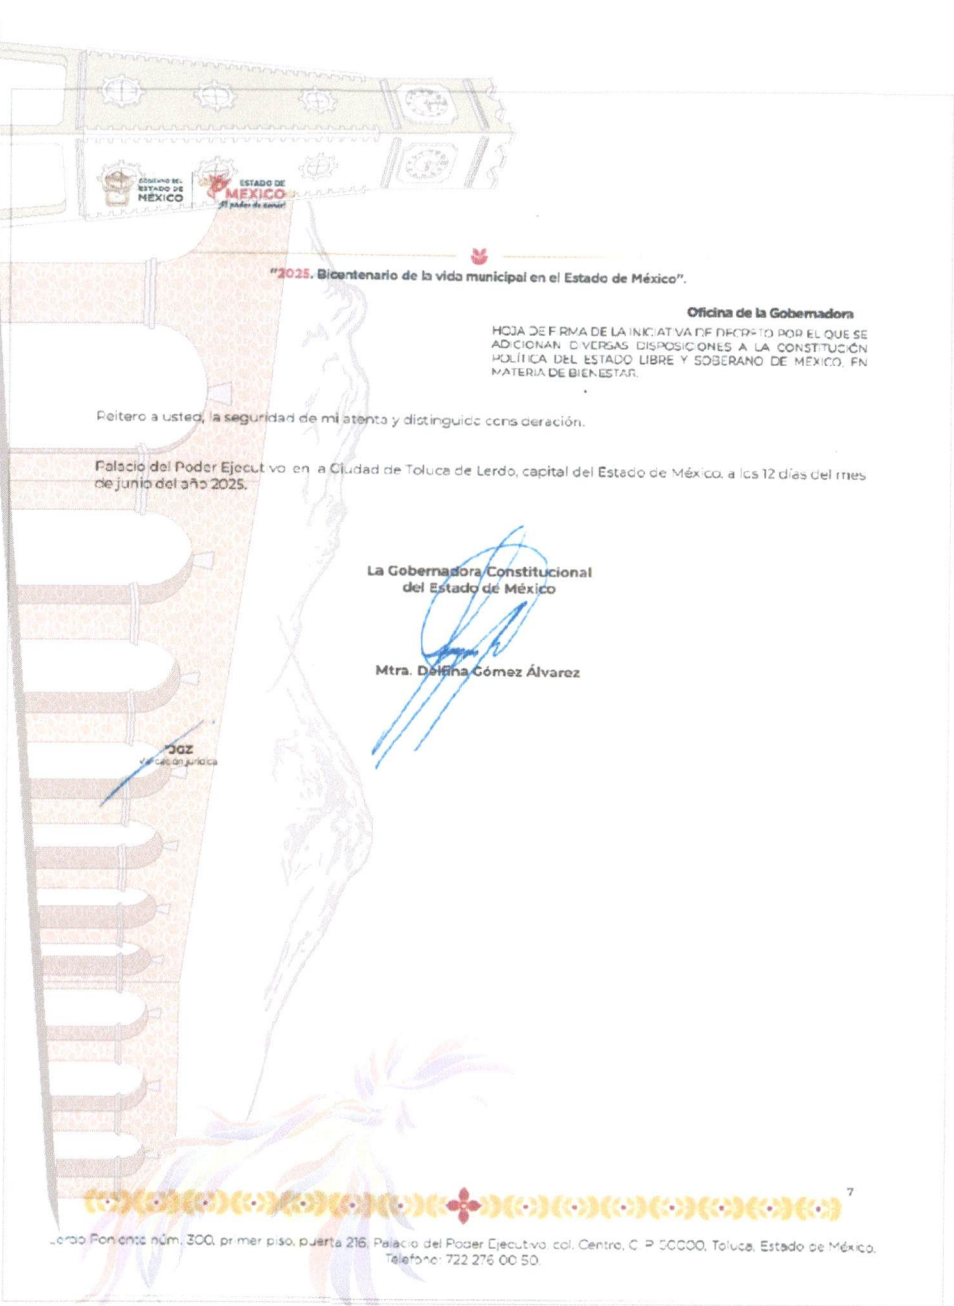 GOBIERNO DEL
ESTADO DE
MÉXICO
ESTADO DE
MÉXICO
¡El poder de servir!
"2025. Bicentenario de la vida municipal en el Estado de México".
Oficina de la Gobernadora
HOJA DE FIRMA DE LA INICIATIVA DE DECRETO POR EL QUE SE
ADICIONAN DIVERSAS DISPOSICIONES A LA CONSTITUCIÓN
POLÍTICA DEL ESTADO LIBRE Y SOBERANO DE MÉXICO, EN
MATERIA DE BIENESTAR.
Reitero a usted, la seguridad de mi atenta y distinguida consideración.
Palacio del Poder Ejecutivo en la Ciudad de Toluca de Lerdo, capital del Estado de México, a los 12 días del mes
de junio del año 2025.
La Gobernadora Constitucional
del Estado de México
Mtra. Delfina Gómez Álvarez
Validación jurídica
7
Lerdo Poniente núm. 300, primer piso, puerta 216, Palacio del Poder Ejecutivo, col. Centro, C. P. 50000, Toluca, Estado de México.
Teléfono: 722 276 00 50.